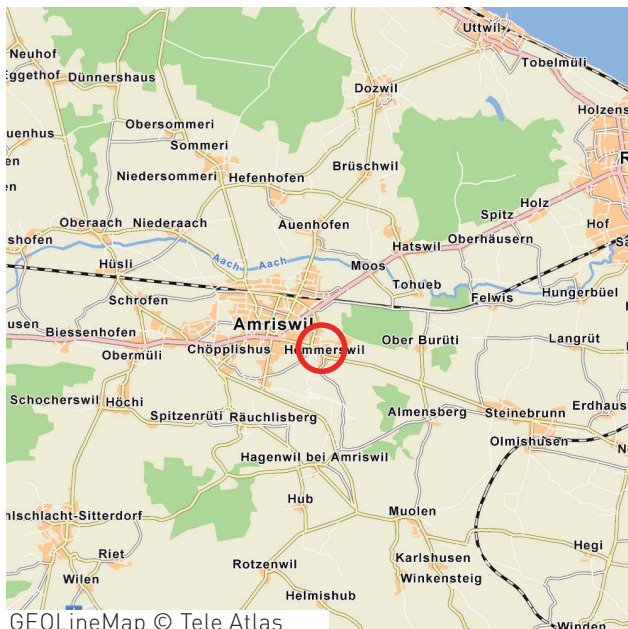 Uttwil
Neuhof
Tobelmüli
Eggethof Dünnershaus
Dozwil
Holzens
Obersommeri
uenhus
Sommeri
Brüschwil
Niedersommeri
Hefenhofen
Holz
Auenhofen
Spitz
Oberaach Niederaach
Hof
shofen
Hatswil Oberhäusern
Aach Aach
Moos
Hüsli
Tohueb
Schrofen
Felwis
Hungerbüel
Amriswil
usen
Biessenhofen
Ober Burüti
Langrüt
Obermüli
Chöpplishus
Hemmerswil
Schocherswil
Höchi
Erdhaus
Spitzenrüti
Räuchlisberg
Almensberg
Steinebrunn
Olmishusen
Hagenwil bei Amriswil
Hub
Muolen
hlschlacht-Sitterdorf
Riet
Karlshusen
Hegi
Rotzenwil
Wilen
Winkensteig
Helmishub
Winden
GEOLineMap © Tele Atlas